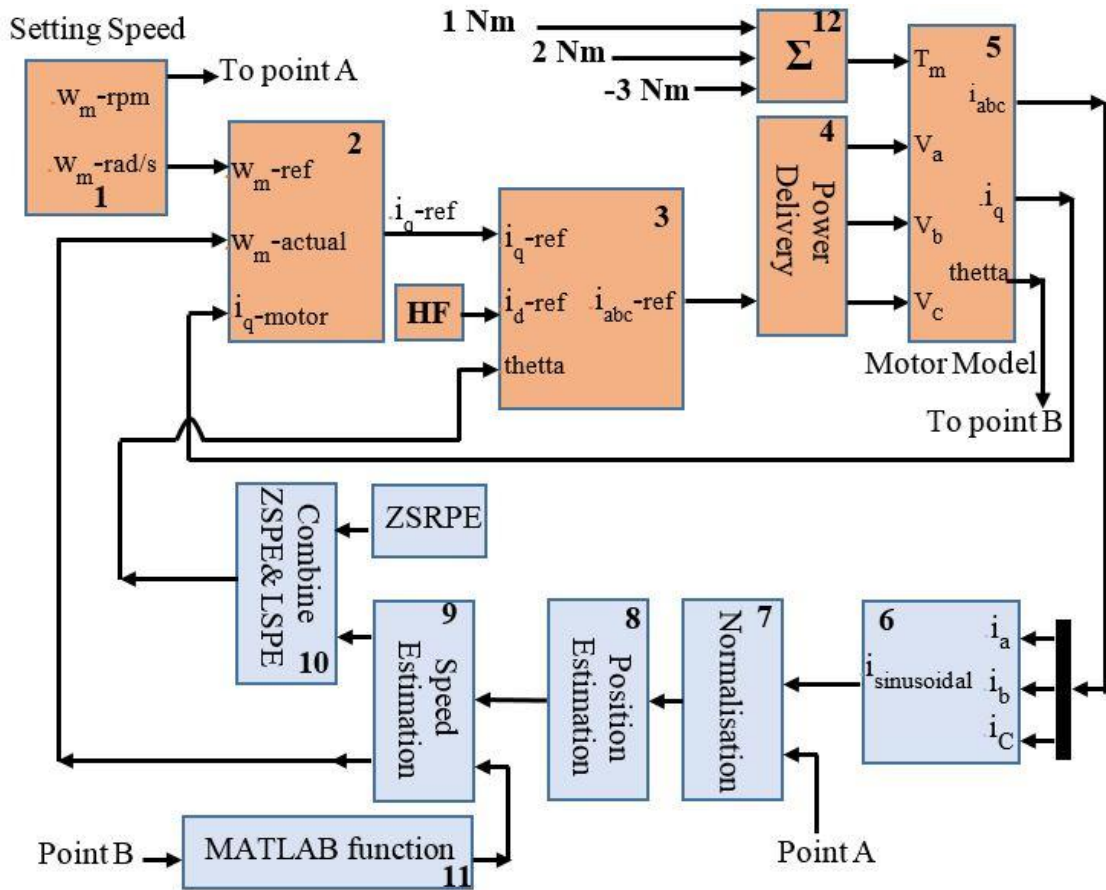 Setting Speed
w_m-rpm
w_m-rad/s
1
To point A
1 Nm
2 Nm
-3 Nm
12
Σ
2
w_m-ref
w_m-actual
i_q-motor
i_q-ref
HF
3
i_q-ref
i_d-ref
thetta
i_abc-ref
4
Power
Delivery
5
T_m
V_a
V_b
V_C
i_abc
i_q
thetta
Motor Model
To point B
ZSRPE
Combine
ZSPE& LSPE
10
9
Speed
Estimation
8
Position
Estimation
7
Normalisation
6
i_sinusoidal
i_a
i_b
i_C
Point B
MATLAB function
11
Point A